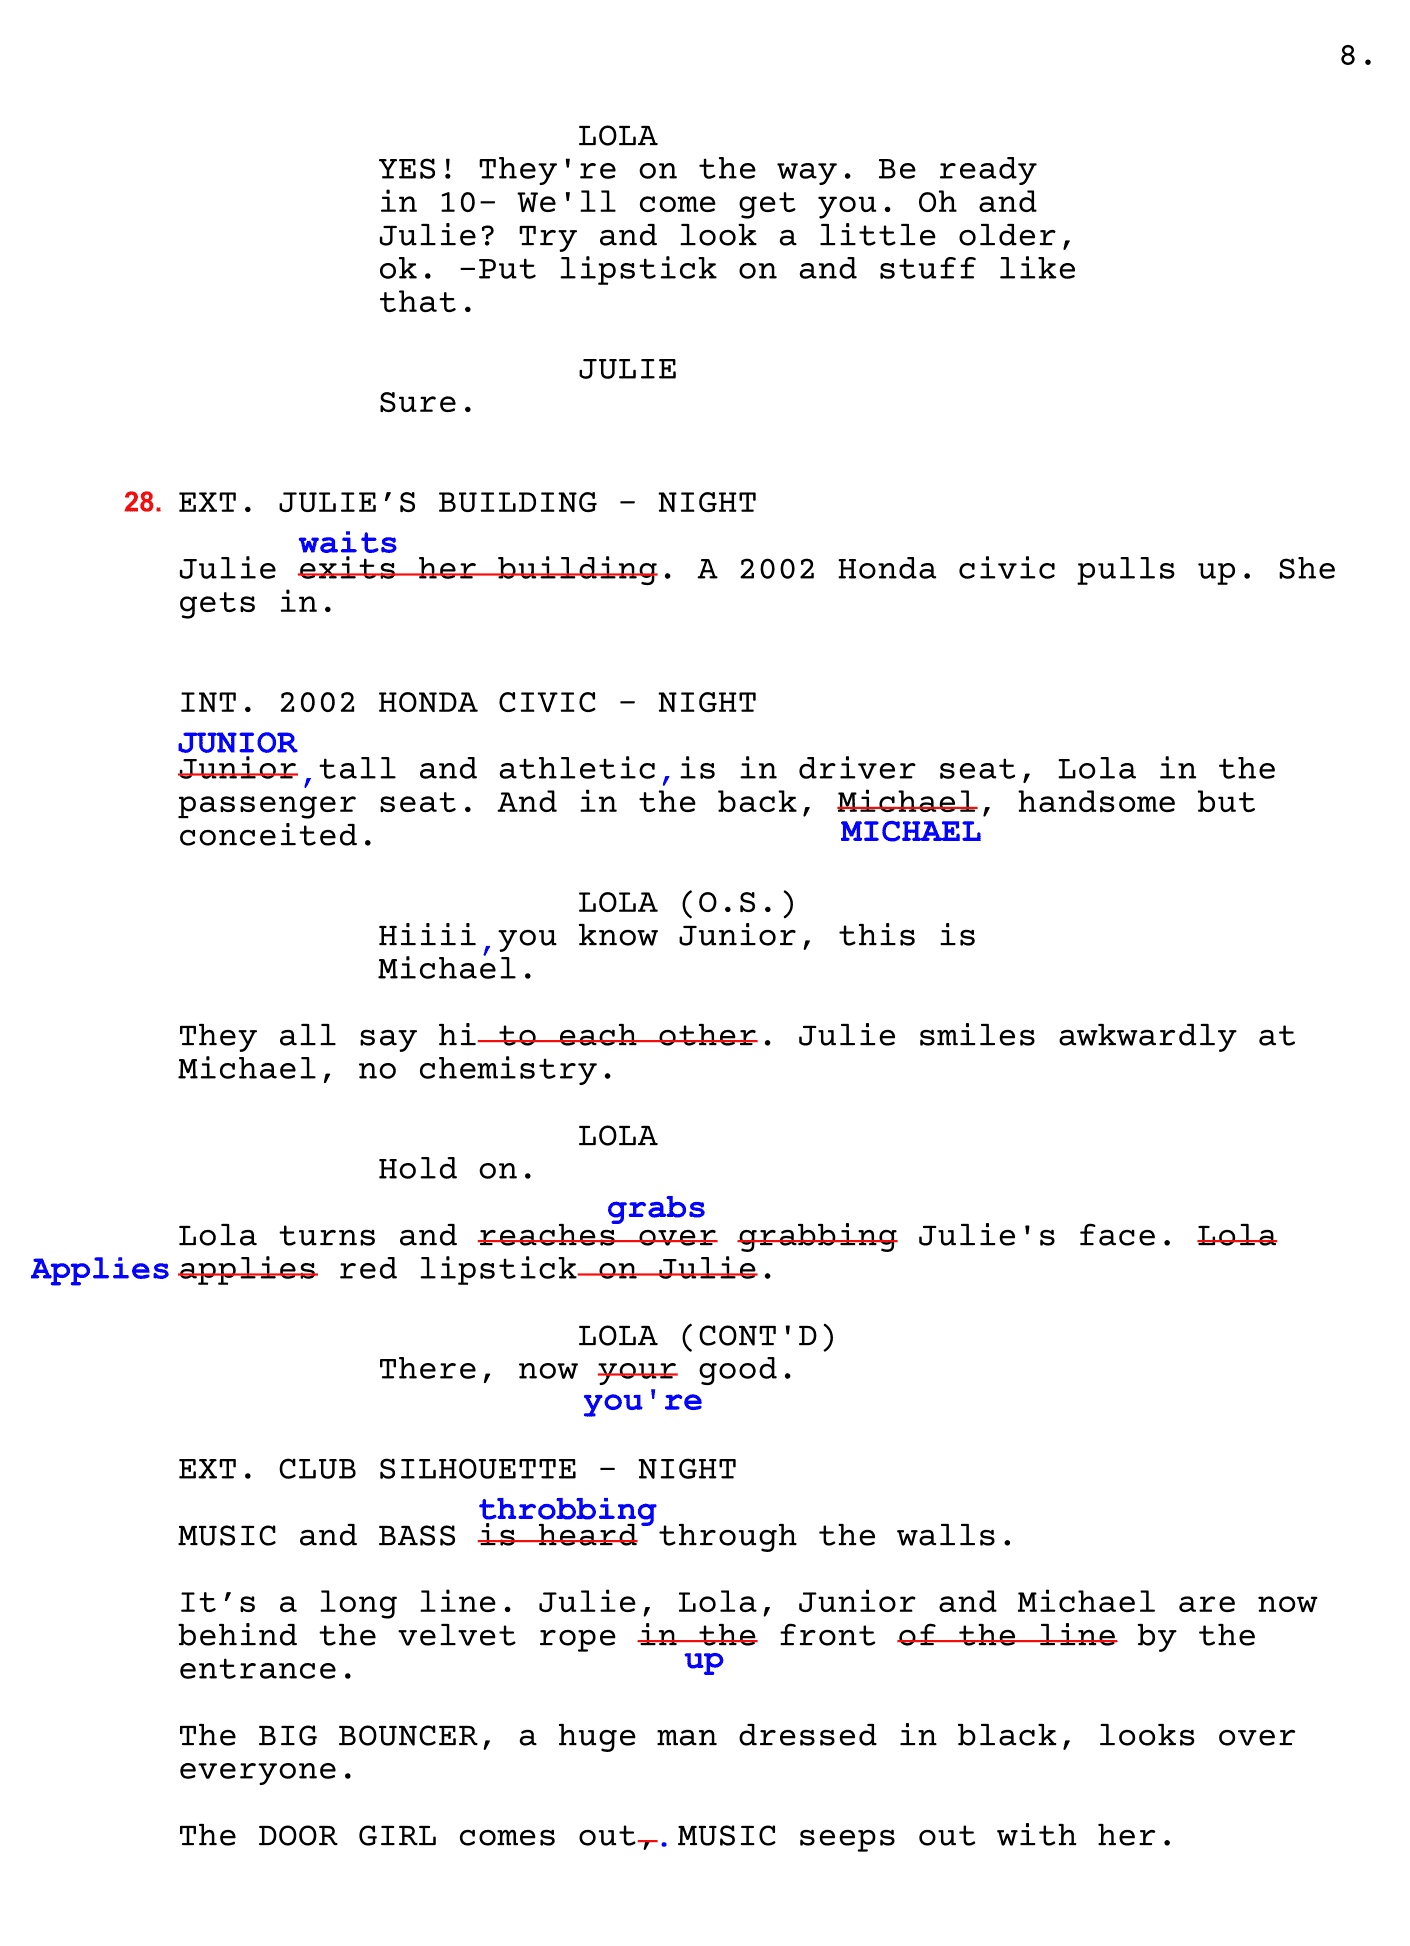 8.
LOLA
YES! They're on the way. Be ready
in 10- We'll come get you. Oh and
Julie? Try and look a little older,
ok. -Put lipstick on and stuff like
that.
JULIE
Sure.
28. EXT. JULIE’S BUILDING - NIGHT
waits
Julie exits her building. A 2002 Honda civic pulls up. She
gets in.
INT. 2002 HONDA CIVIC - NIGHT
JUNIOR
Junior,tall and athletic,is in driver seat, Lola in the
passenger seat. And in the back, Michael, handsome but
MICHAEL
conceited.
LOLA (O.S.)
Hiiii,you know Junior, this is
Michael.
They all say hi to each other. Julie smiles awkwardly at
Michael, no chemistry.
LOLA
Hold on.
grabs
Lola turns and reaches over grabbing Julie's face. Lola
Applies applies red lipstick on Julie.
LOLA (CONT'D)
There, now your good.
you're
EXT. CLUB SILHOUETTE - NIGHT
throbbing
MUSIC and BASS is heard through the walls.
It’s a long line. Julie, Lola, Junior and Michael are now
behind the velvet rope in the front of the line by the
up
entrance.
The BIG BOUNCER, a huge man dressed in black, looks over
everyone.
The DOOR GIRL comes out,. MUSIC seeps out with her.